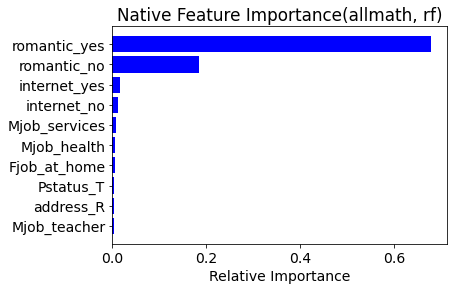 Native Feature Importance(allmath, rf)
romantic_yes
romantic_no
internet_yes
internet_no
Mjob_services
Mjob_health
Fjob_at_home
Pstatus_T
address_R
Mjob_teacher
0.0 0.2 0.4 0.6
Relative Importance